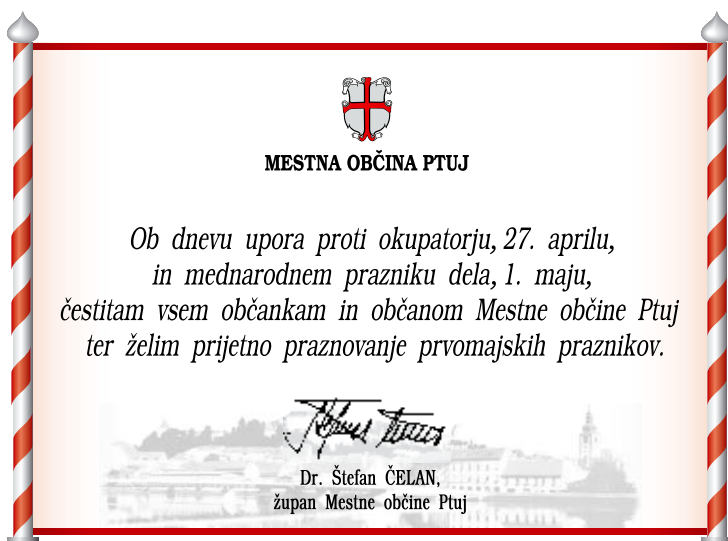 MESTNA OBČINA PTUJ
Ob dnevu upora proti okupatorju, 27. aprilu,
in mednarodnem prazniku dela, 1. maju,
čestitam vsem občankam in občanom Mestne občine Ptuj
ter želim prijetno praznovanje prvomajskih praznikov.
Dr. Štefan ČELAN,
župan Mestne občine Ptuj